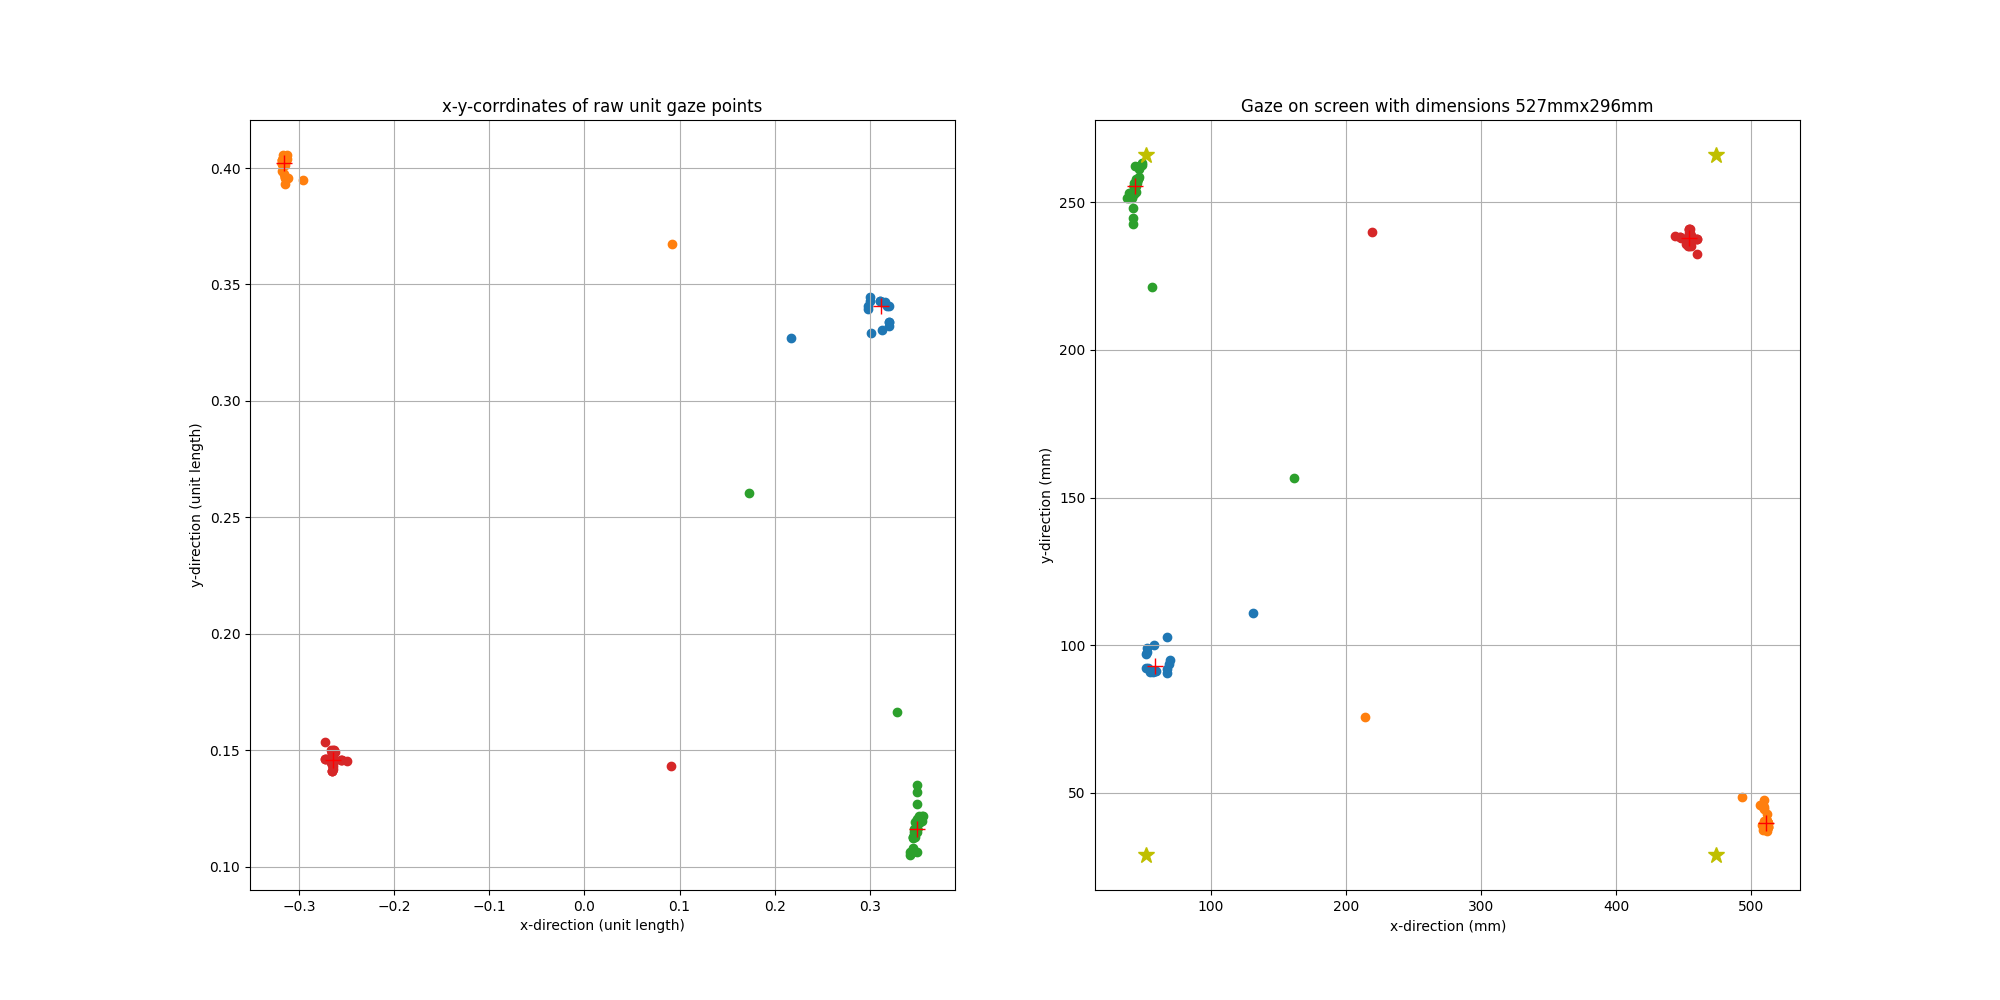 x-y-corrdinates of raw unit gaze points
0.40
0.35
0.30
0.25
0.20
0.15
0.10
y-direction (unit length)
−0.3 −0.2 −0.1 0.0 0.1 0.2 0.3
x-direction (unit length)
Gaze on screen with dimensions 527mmx296mm
250
200
150
100
50
y-direction (mm)
100 200 300 400 500
x-direction (mm)